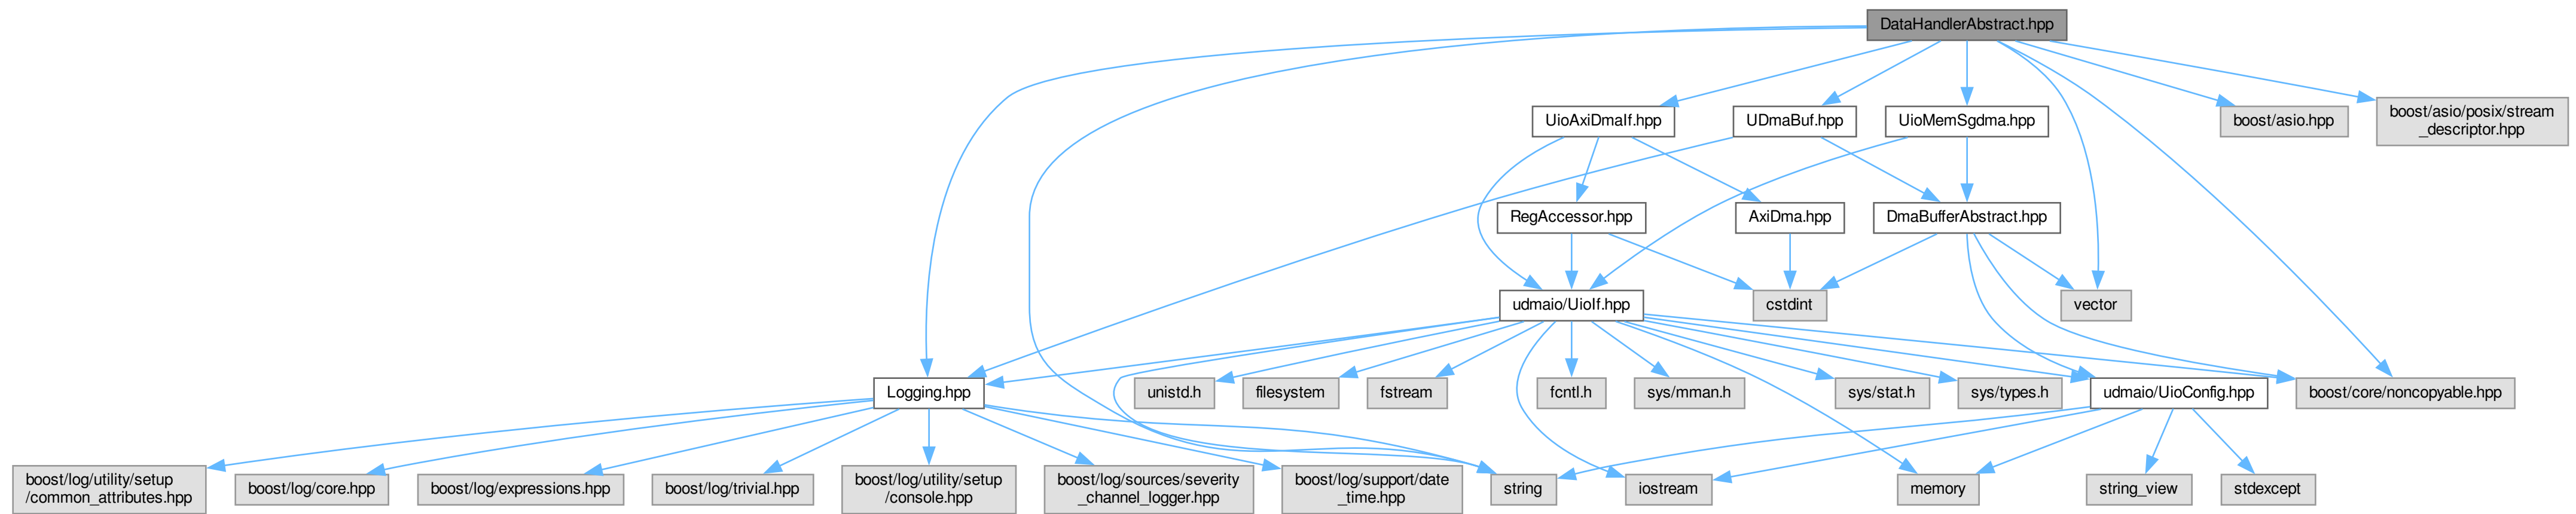 DataHandlerAbstract.hpp
UioAxiDmaIf.hpp
UDmaBuf.hpp
UioMemSgdma.hpp
boost/asio.hpp
boost/asio/posix/stream
_descriptor.hpp
RegAccessor.hpp
AxiDma.hpp
DmaBufferAbstract.hpp
udmaio/UioIf.hpp
cstdint
vector
Logging.hpp
unistd.h
filesystem
fstream
fcntl.h
sys/mman.h
sys/stat.h
sys/types.h
udmaio/UioConfig.hpp
boost/core/noncopyable.hpp
boost/log/utility/setup
/common_attributes.hpp
boost/log/core.hpp
boost/log/expressions.hpp
boost/log/trivial.hpp
boost/log/utility/setup
/console.hpp
boost/log/sources/severity
_channel_logger.hpp
boost/log/support/date
_time.hpp
string
iostream
memory
string_view
stdexcept